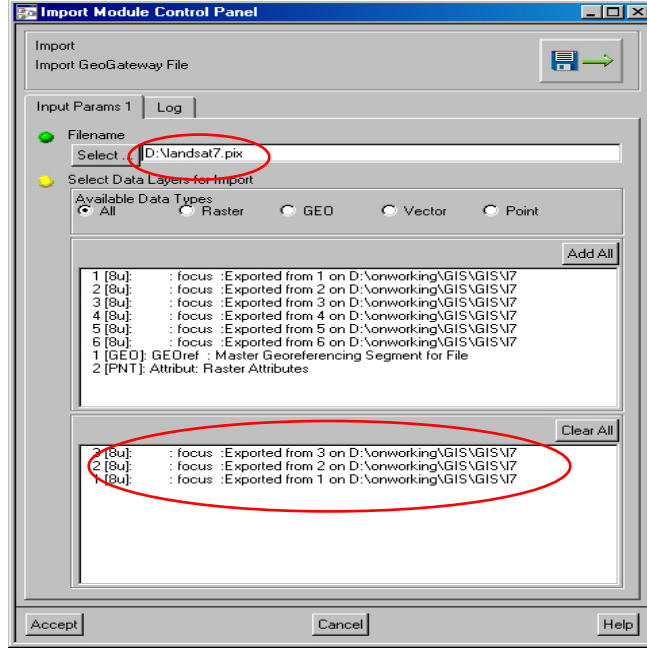 Import Module Control Panel
Import
Import GeoGateway File
Input Params 1 Log
Filename
Select ... D:\landsat7.pix
Select Data Layers for Import
Available Data Types
All Raster GEO Vector Point
Add All
1 [8u]: : focus :Exported from 1 on D:\onworking\GIS\GIS\l7
2 [8u]: : focus :Exported from 2 on D:\onworking\GIS\GIS\l7
3 [8u]: : focus :Exported from 3 on D:\onworking\GIS\GIS\l7
4 [8u]: : focus :Exported from 4 on D:\onworking\GIS\GIS\l7
5 [8u]: : focus :Exported from 5 on D:\onworking\GIS\GIS\l7
6 [8u]: : focus :Exported from 6 on D:\onworking\GIS\GIS\l7
1 [GEO]: GEOref : Master Georeferencing Segment for File
2 [PNT]: Attribut: Raster Attributes
Clear All
3 [8u]: : focus :Exported from 3 on D:\onworking\GIS\GIS\l7
2 [8u]: : focus :Exported from 2 on D:\onworking\GIS\GIS\l7
1 [8u]: : focus :Exported from 1 on D:\onworking\GIS\GIS\l7
Accept Cancel Help